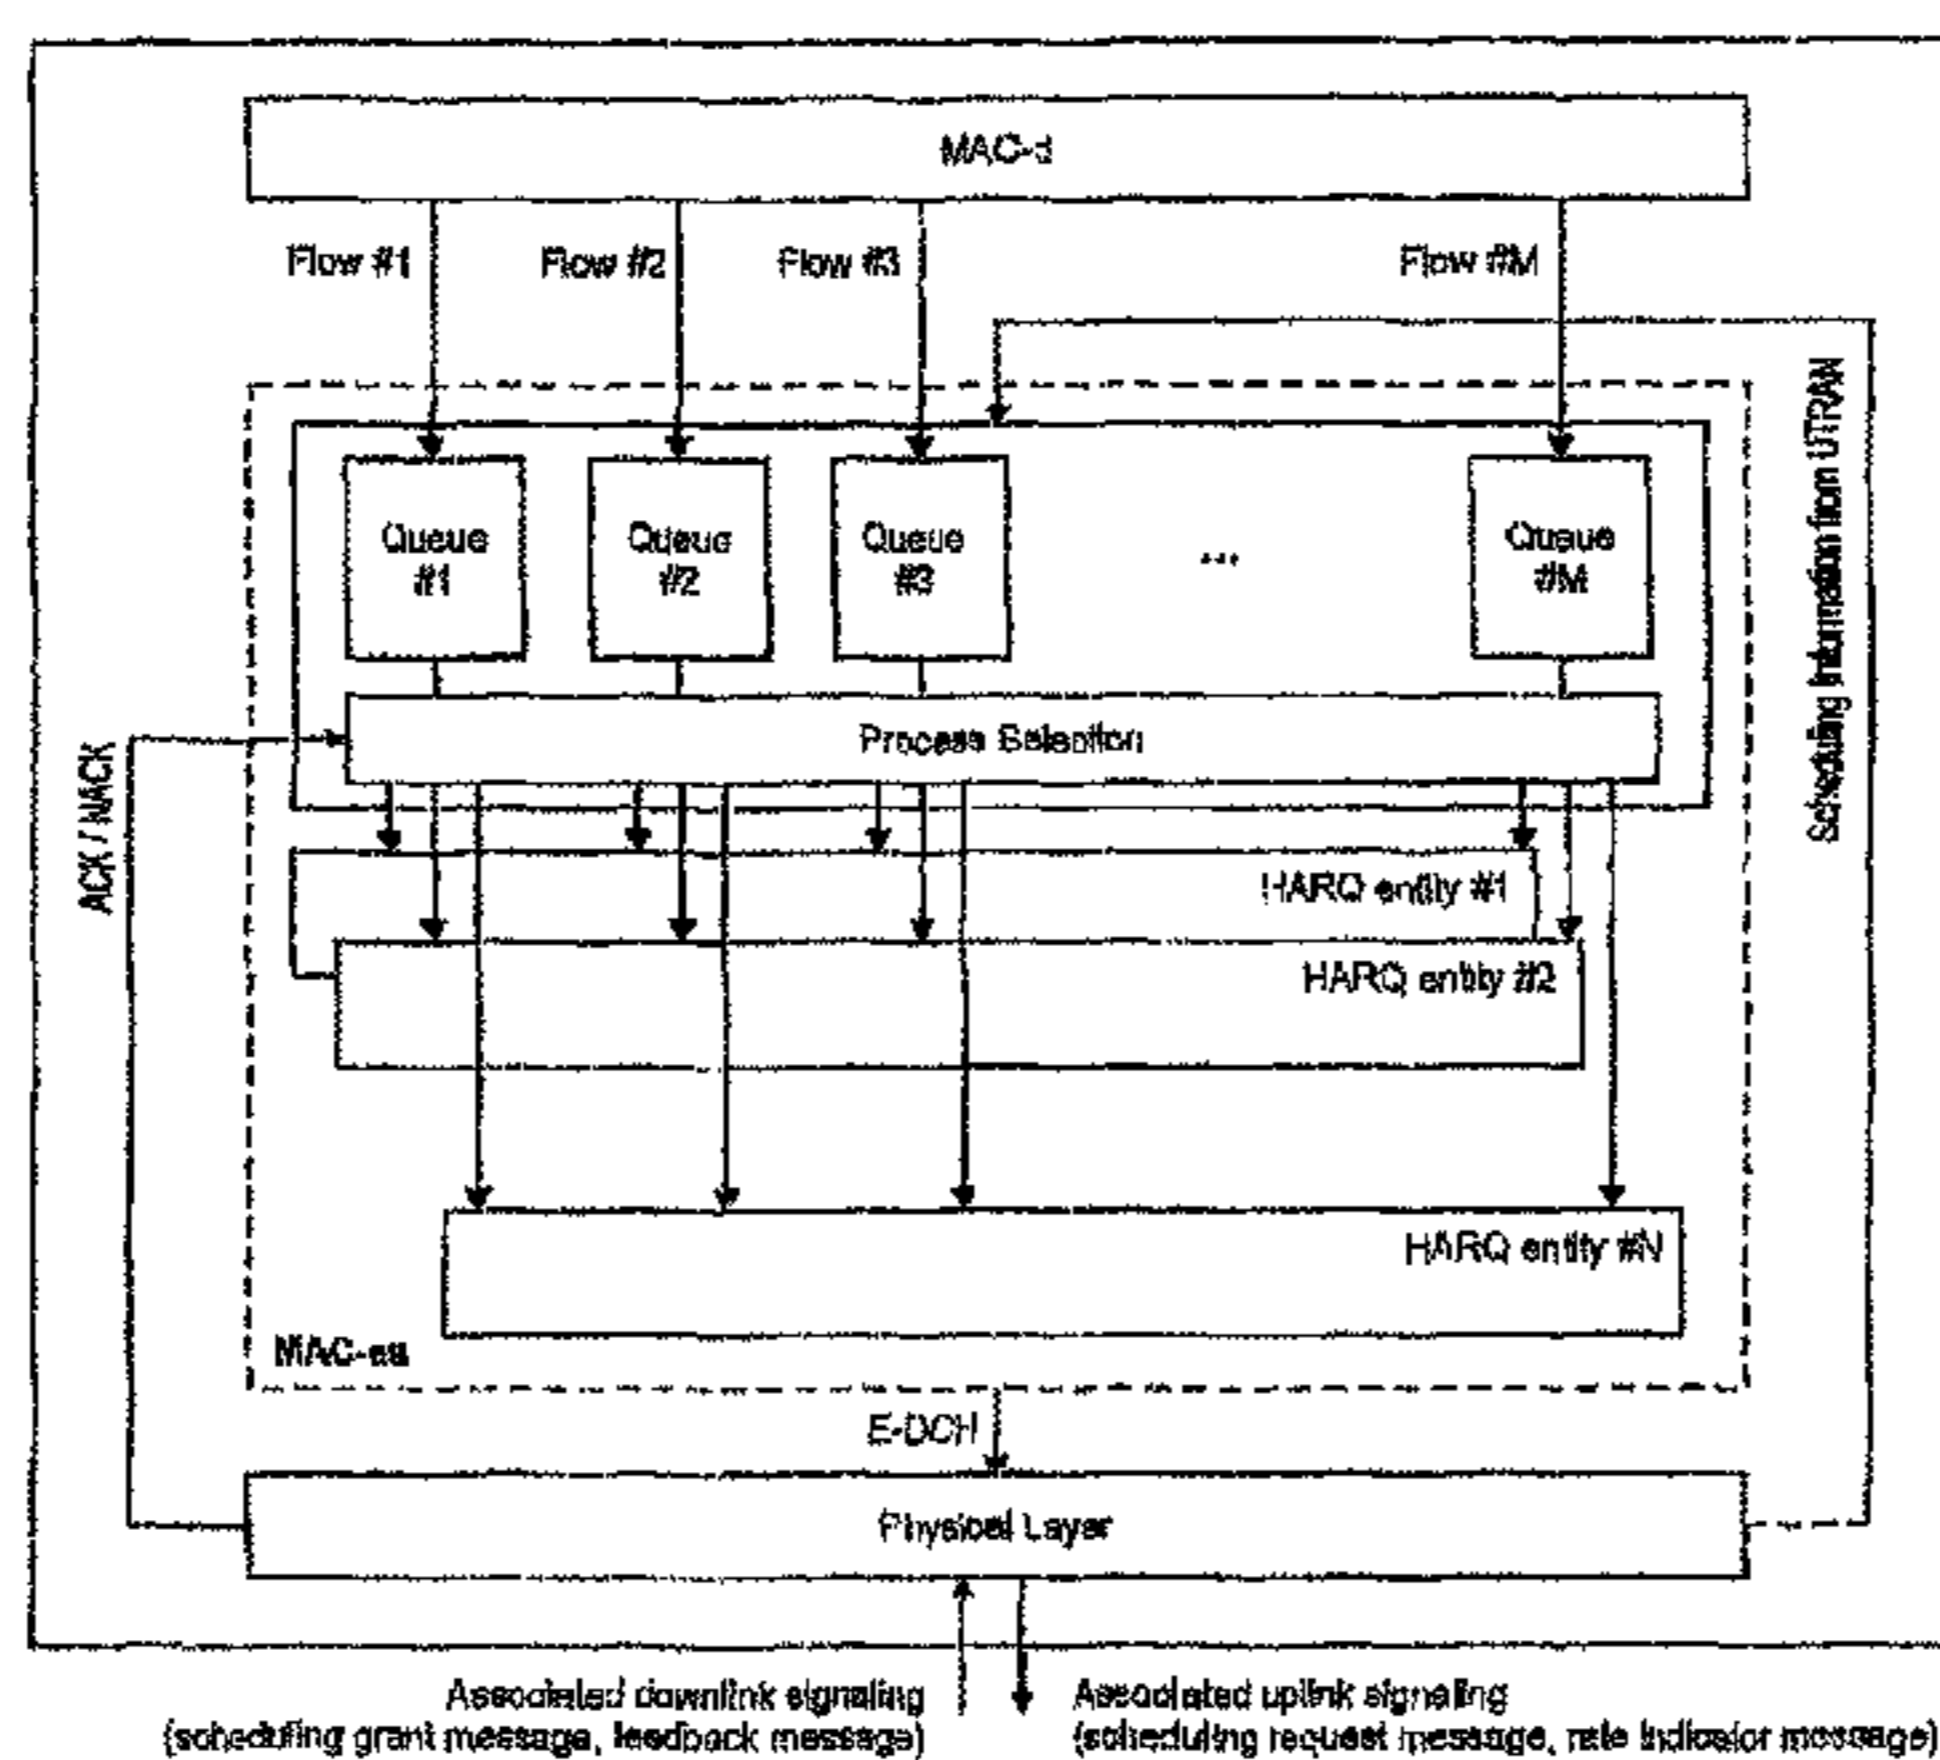 MAC-d
Flow #1
Flow #2
Flow #3
Flow #M
Scheduling Information from UTRAN
Queue
#1
Queue
#2
Queue
#3
...
Queue
#M
Process Selection
ACK / NACK
HARQ entity #1
HARQ entity #2
HARQ entity #N
MAC-eu
E-DCH
Physical Layer
Associated downlink signaling
(scheduling grant message, feedback message)
Associated uplink signaling
(scheduling request message, rate indicator message)